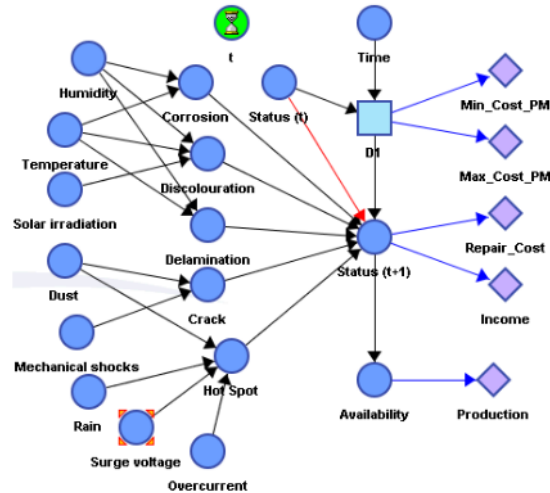 t
Time
Humidity
Corrosion
Status (t)
D1
Min_Cost_PM
Temperature
Discolouration
Max_Cost_PM
Solar irradiation
Delamination
Status (t+1)
Repair_Cost
Dust
Crack
Income
Mechanical shocks
Hot Spot
Rain
Availability
Production
Surge voltage
Overcurrent